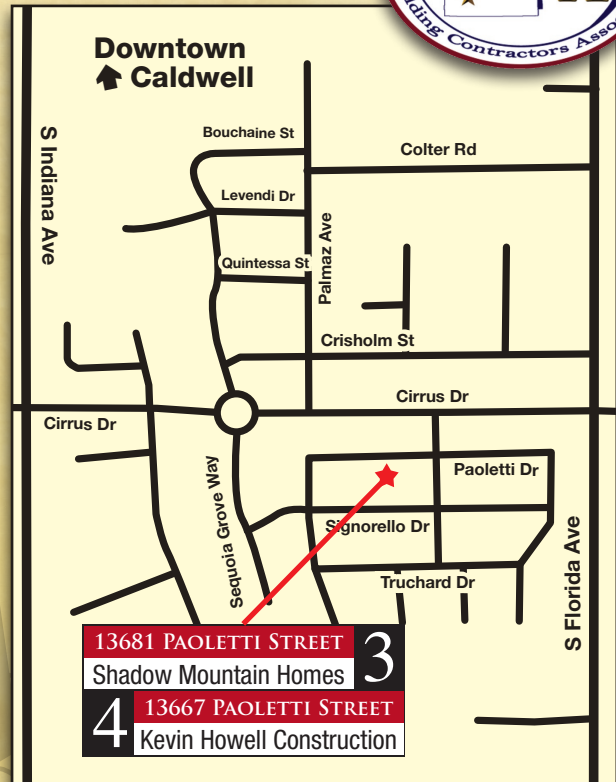 ding Contractors Asso
Downtown
Caldwell
S Indiana Ave
Bouchaine St
Colter Rd
Levendi Dr
Palmaz Ave
Quintessa St
Crisholm St
Cirrus Dr
Cirrus Dr
Paoletti Dr
Sequoia Grove Way
Signorello Dr
S Florida Ave
Truchard Dr
13681 PAOLETTI STREET 3
Shadow Mountain Homes
4 13667 PAOLETTI STREET
Kevin Howell Construction